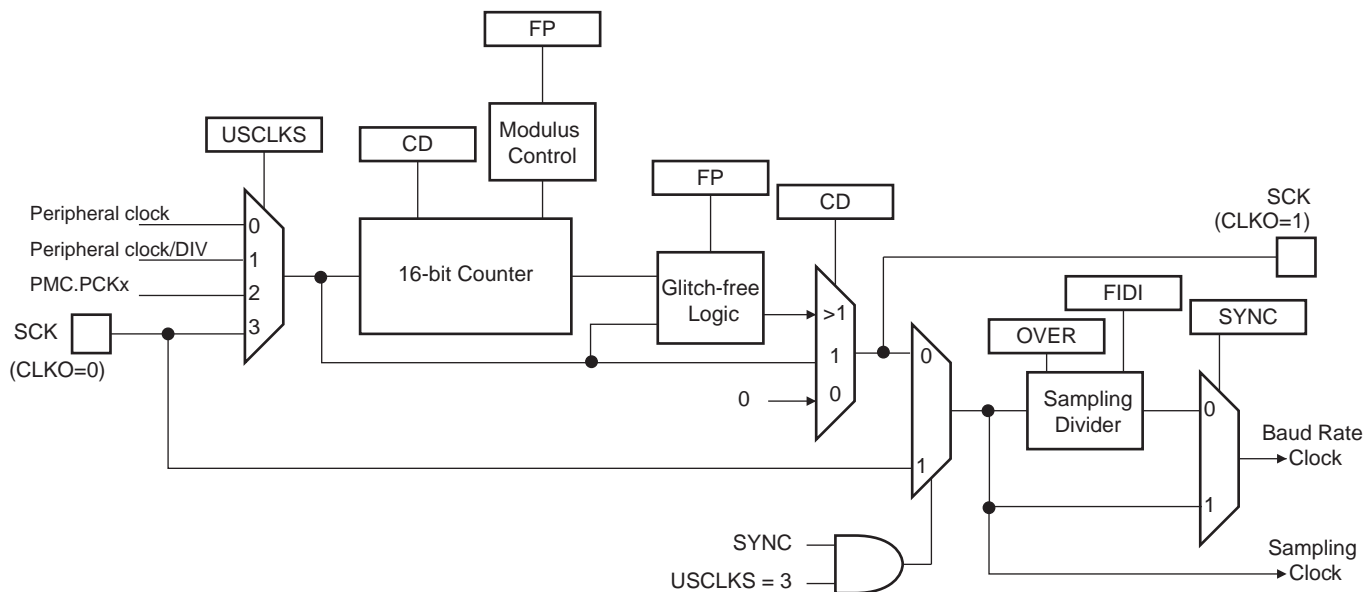 FP
USCLKS
CD
Modulus
Control
FP
CD
SCK
(CLKO=1)
Peripheral clock
0
Peripheral clock/DIV
1
PMC.PCKx
2
SCK
3
(CLKO=0)
16-bit Counter
Glitch-free
Logic
>1
1
0
0
0
1
FIDI
OVER
SYNC
Sampling
Divider
0
1
Baud Rate
Clock
SYNC
USCLKS = 3
Sampling
Clock